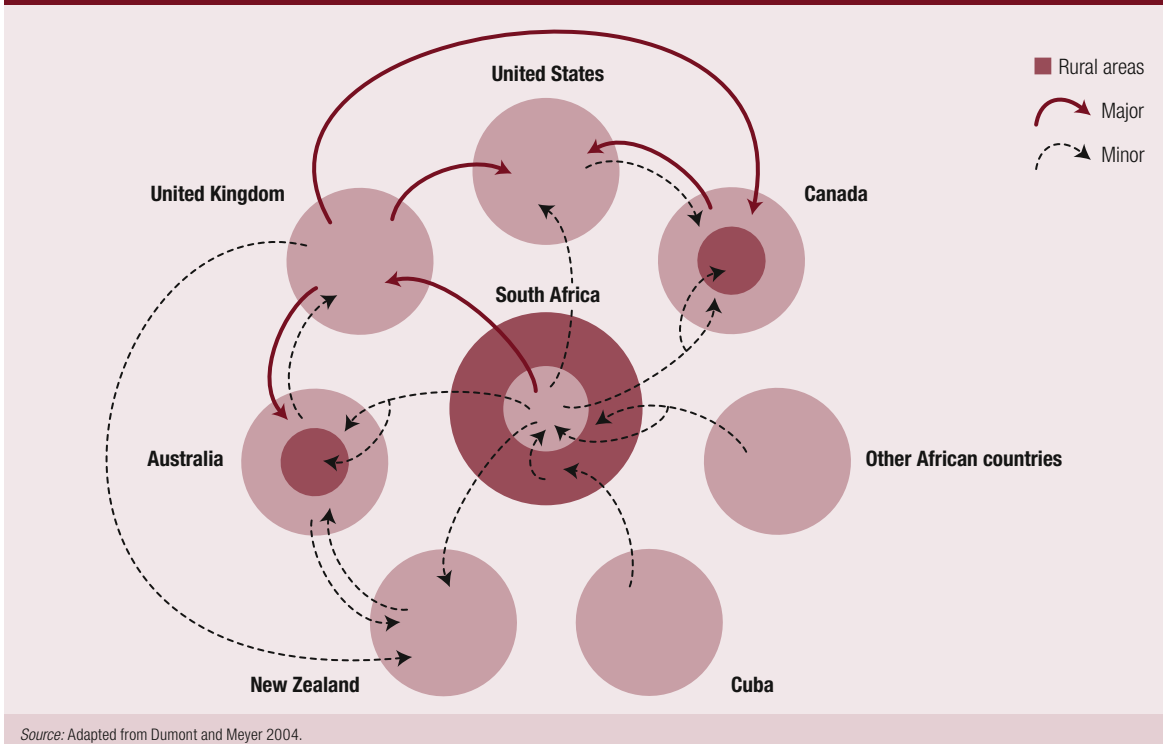 United States
Rural areas
Major
Minor
United Kingdom
Canada
South Africa
Australia
Other African countries
New Zealand
Cuba
Source: Adapted from Dumont and Meyer 2004.